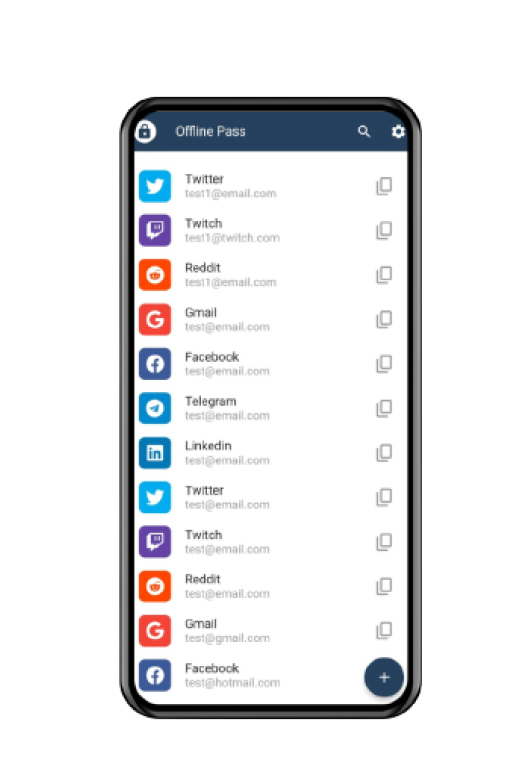 Offline Pass
Twitter
test1@email.com
Twitch
test1@twitch.com
Reddit
test1@email.com
Gmail
test@email.com
Facebook
test@email.com
Telegram
test@email.com
Linkedin
test@email.com
Twitter
test@email.com
Twitch
test@email.com
Reddit
test@email.com
Gmail
test@gmail.com
Facebook
test@hotmail.com